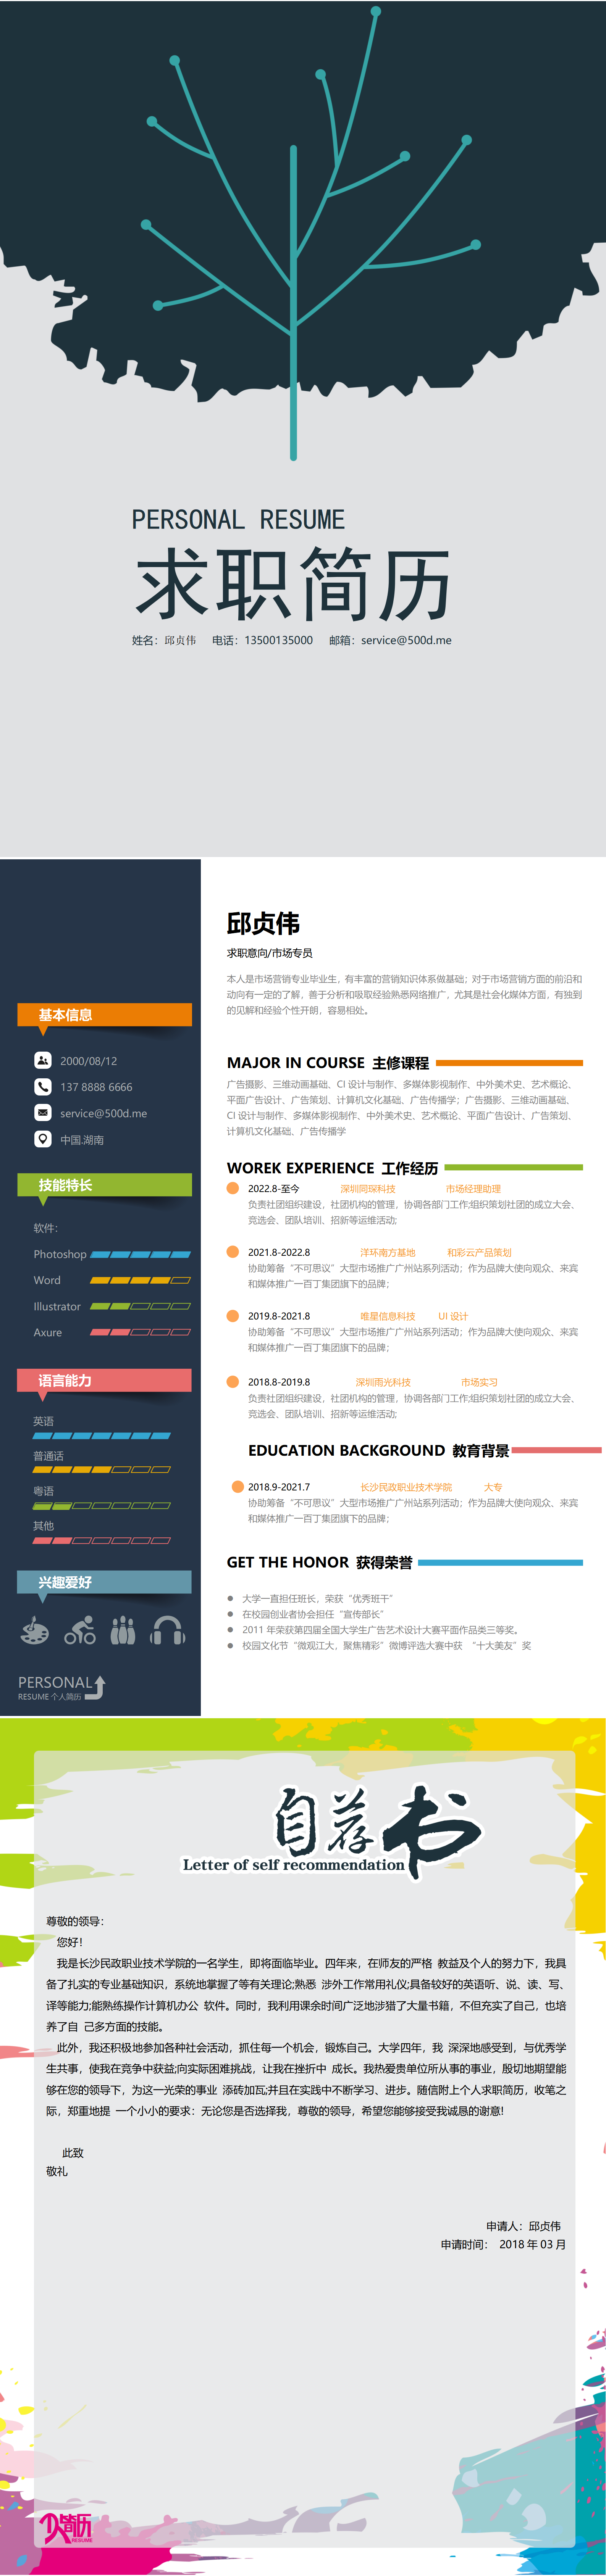 PERSONAL RESUME
求职简历
姓名：邱贞伟 电话：13500135000 邮箱：service@500d.me
基本信息
2000/08/12
137 8888 6666
service@500d.me
中国.湖南
技能特长
软件：
Photoshop
Word
Illustrator
Axure
语言能力
英语
普通话
粤语
其他
兴趣爱好
PERSONAL
RESUME 个人简历
邱贞伟
求职意向/市场专员
本人是市场营销专业毕业生，有丰富的营销知识体系做基础；对于市场营销方面的前沿和
动向有一定的了解，善于分析和吸取经验熟悉网络推广，尤其是社会化媒体方面，有独到
的见解和经验个性开朗，容易相处。
MAJOR IN COURSE 主修课程
广告摄影、三维动画基础、CI 设计与制作、多媒体影视制作、中外美术史、艺术概论、
平面广告设计、广告策划、计算机文化基础、广告传播学；广告摄影、三维动画基础、
CI 设计与制作、多媒体影视制作、中外美术史、艺术概论、平面广告设计、广告策划、
计算机文化基础、广告传播学
WOREK EXPERIENCE 工作经历
2022.8-至今 深圳同琛科技 市场经理助理
负责社团组织建设，社团机构的管理，协调各部门工作;组织策划社团的成立大会、
竞选会、团队培训、招新等运维活动;
2021.8-2022.8 洋环南方基地 和彩云产品策划
协助筹备“不可思议”大型市场推广广州站系列活动；作为品牌大使向观众、来宾
和媒体推广一百丁集团旗下的品牌；
2019.8-2021.8 唯星信息科技 UI 设计
协助筹备“不可思议”大型市场推广广州站系列活动；作为品牌大使向观众、来宾
和媒体推广一百丁集团旗下的品牌；
2018.8-2019.8 深圳雨光科技 市场实习
负责社团组织建设，社团机构的管理，协调各部门工作;组织策划社团的成立大会、
竞选会、团队培训、招新等运维活动;
EDUCATION BACKGROUND 教育背景
2018.9-2021.7 长沙民政职业技术学院 大专
协助筹备“不可思议”大型市场推广广州站系列活动；作为品牌大使向观众、来宾
和媒体推广一百丁集团旗下的品牌；
GET THE HONOR 获得荣誉
● 大学一直担任班长，荣获“优秀班干”
● 在校园创业者协会担任“宣传部长”
● 2011 年荣获第四届全国大学生广告艺术设计大赛平面作品类三等奖。
● 校园文化节“微观江大，聚焦精彩”微博评选大赛中获 “十大美友”奖
自荐书
Letter of self recommendation
尊敬的领导：
您好！
我是长沙民政职业技术学院的一名学生，即将面临毕业。四年来，在师友的严格 教益及个人的努力下，我具
备了扎实的专业基础知识，系统地掌握了等有关理论;熟悉 涉外工作常用礼仪;具备较好的英语听、说、读、写、
译等能力;能熟练操作计算机办公 软件。同时，我利用课余时间广泛地涉猎了大量书籍，不但充实了自己，也培
养了自 己多方面的技能。
此外，我还积极地参加各种社会活动，抓住每一个机会，锻炼自己。大学四年，我 深深地感受到，与优秀学
生共事，使我在竞争中获益;向实际困难挑战，让我在挫折中 成长。我热爱贵单位所从事的事业，殷切地期望能
够在您的领导下，为这一光荣的事业 添砖加瓦;并且在实践中不断学习、进步。随信附上个人求职简历，收笔之
际，郑重地提 一个小小的要求：无论您是否选择我，尊敬的领导，希望您能够接受我诚恳的谢意!
此致
敬礼
申请人：邱贞伟
申请时间： 2018 年 03 月
简历
RESUME